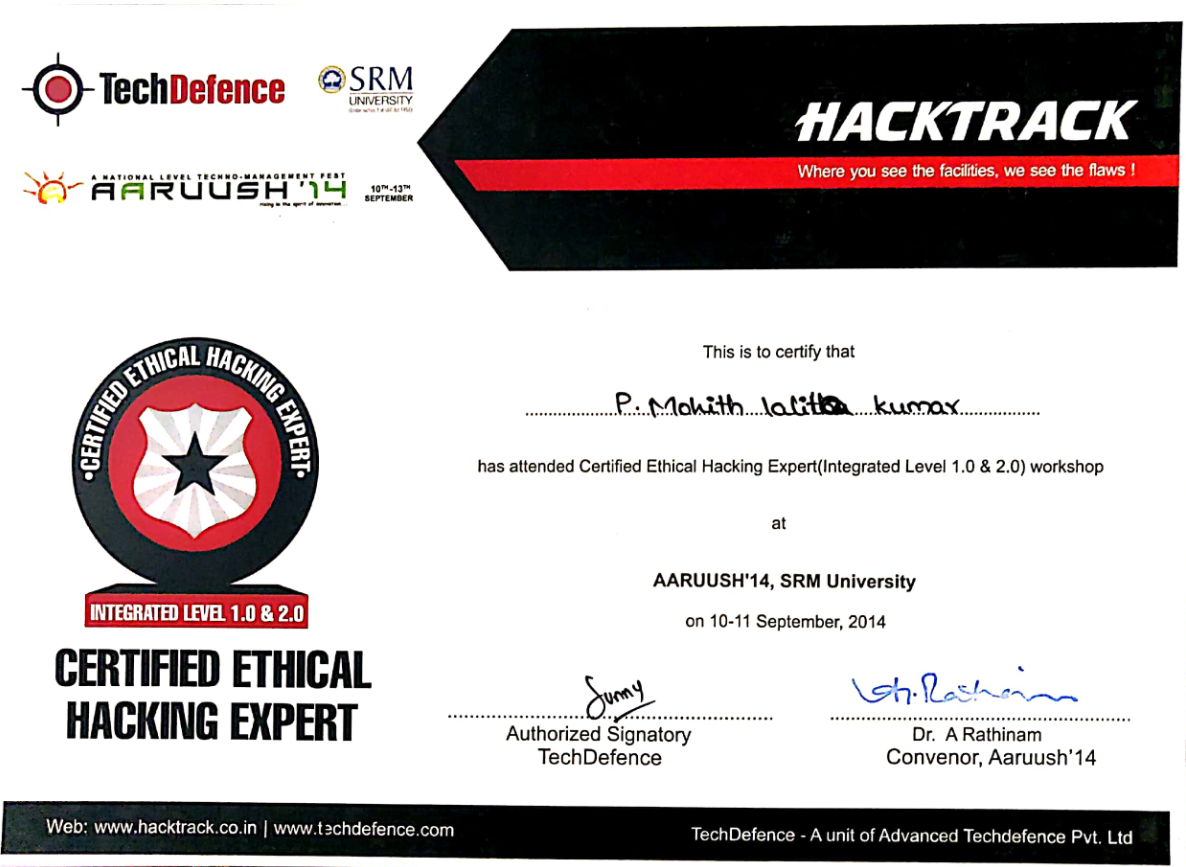 TechDefence
SRM
UNIVERSITY
A NATIONAL LEVEL TECHNO-MANAGEMENT FEST
AARUUSH'14
10TH-13TH
SEPTEMBER
HACKTRACK
Where you see the facilities, we see the flaws !
•CERTIFIED ETHICAL HACKING EXPERT•
INTEGRATED LEVEL 1.0 & 2.0
CERTIFIED ETHICAL
HACKING EXPERT
This is to certify that
P. Mohith lalitha kumar
has attended Certified Ethical Hacking Expert(Integrated Level 1.0 & 2.0) workshop
at
AARUUSH'14, SRM University
on 10-11 September, 2014
Sunny
Authorized Signatory
TechDefence
Rathinam
Dr. A Rathinam
Convenor, Aaruush'14
Web: www.hacktrack.co.in | www.techdefence.com
TechDefence - A unit of Advanced Techdefence Pvt. Ltd